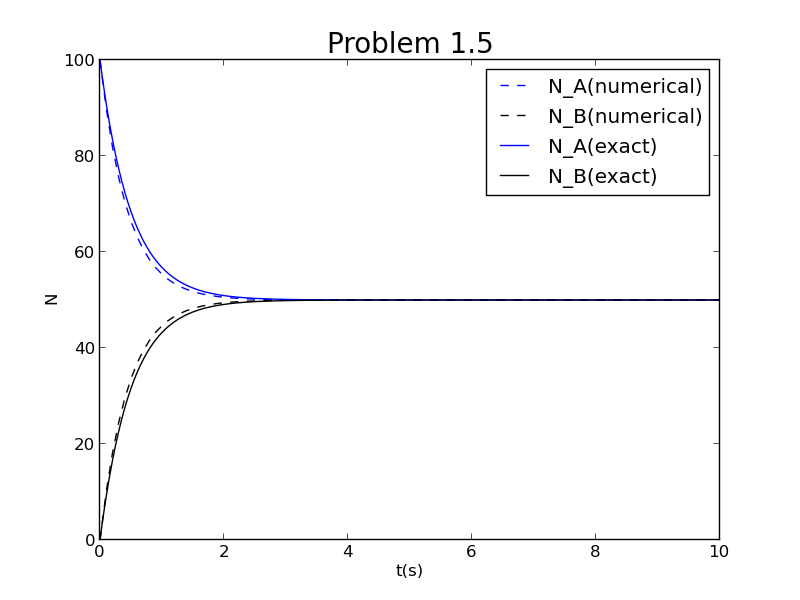 Problem 1.5
N_A(numerical)
N_B(numerical)
N_A(exact)
N_B(exact)
100
80
60
40
20
0
N
0 2 4 6 8 10
t(s)